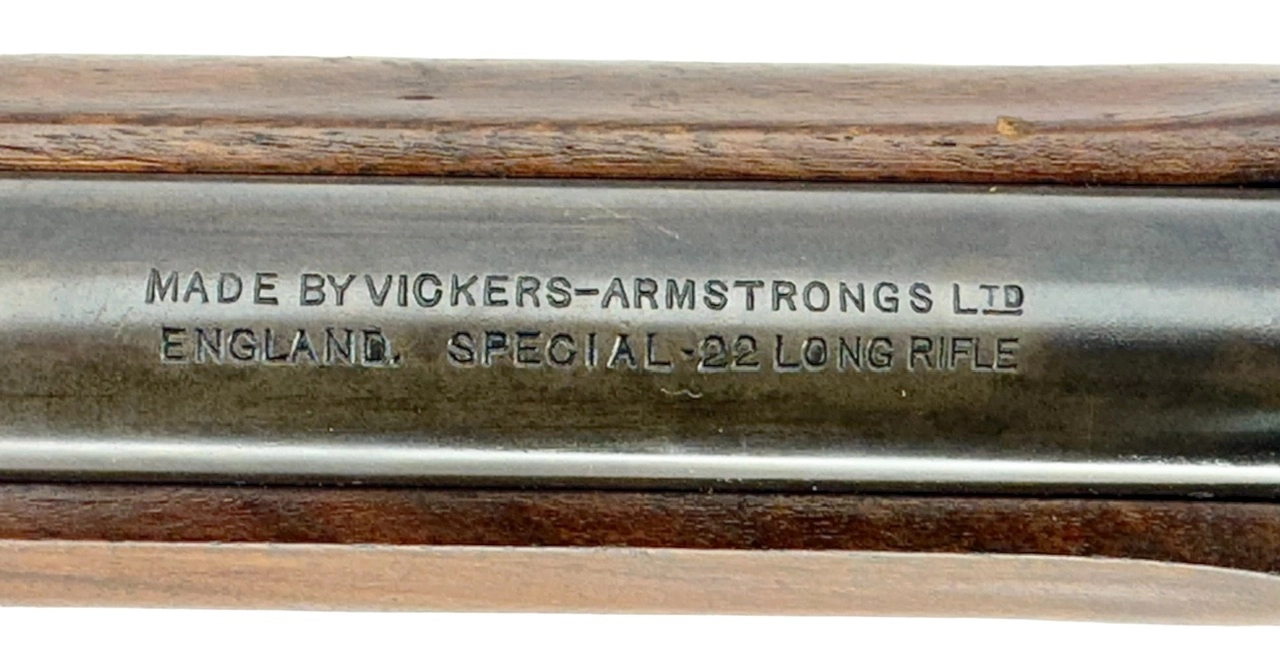 MADE BY VICKERS-ARMSTRONGS LTD
ENGLAND. SPECIAL ·22 LONG RIFLE